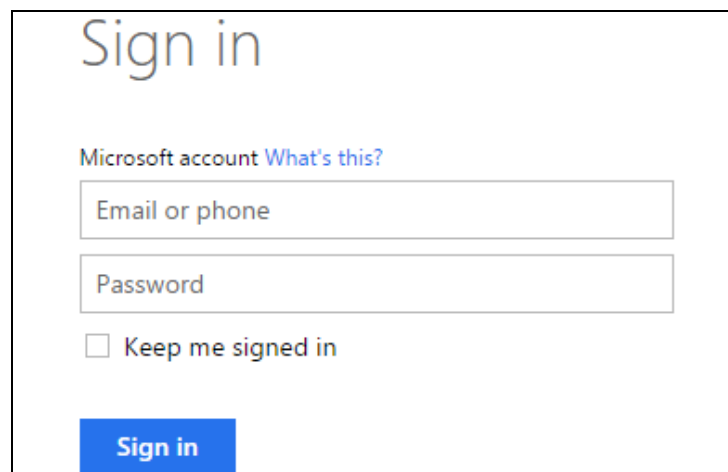 Sign in
Microsoft account What's this?
Email or phone
Password
Keep me signed in
Sign in